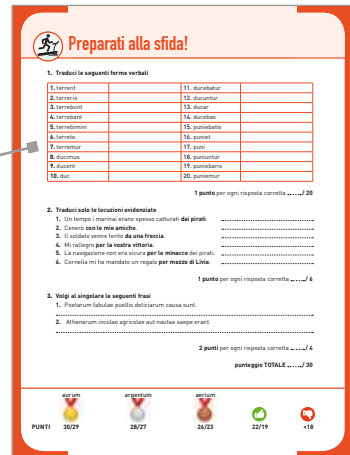 Preparati alla sfida!
1. Traduci le seguenti forme verbali
1. terrent 11. ducebatur
2. terreris 12. ducuntur
3. terrebunt 13. ducar
4. terrebant 14. ducebas
5. terrebimini 15. puniebatis
6. terrete 16. puniet
7. terremur 17. puni
8. ducimus 18. puniuntur
9. ducent 19. puniebaris
10. duc 20. puniemur
1 punto per ogni risposta corretta ....../ 20
2. Traduci solo le locuzioni evidenziate
1. Un tempo i marinai erano spesso catturati dai pirati.
2. Cenerò con le mie amiche.
3. Il soldato venne ferito da una freccia.
4. Mi rallegro per la vostra vittoria.
5. La navigazione non era sicura per le minacce dei pirati.
6. Cornelia mi ha mandato un regalo per mezzo di Livia.
1 punto per ogni risposta corretta ....../ 6
3. Volgi al singolare le seguenti frasi
1. Poetarum fabulae puellis deliciarum causa sunt.
2. Athenarum incolae agricolae aut nautae saepe erant.
2 punti per ogni risposta corretta ....../ 4
punteggio TOTALE ....../ 30
aurum argentum aerium
PUNTI 30/29 28/27 26/23 22/19 <18